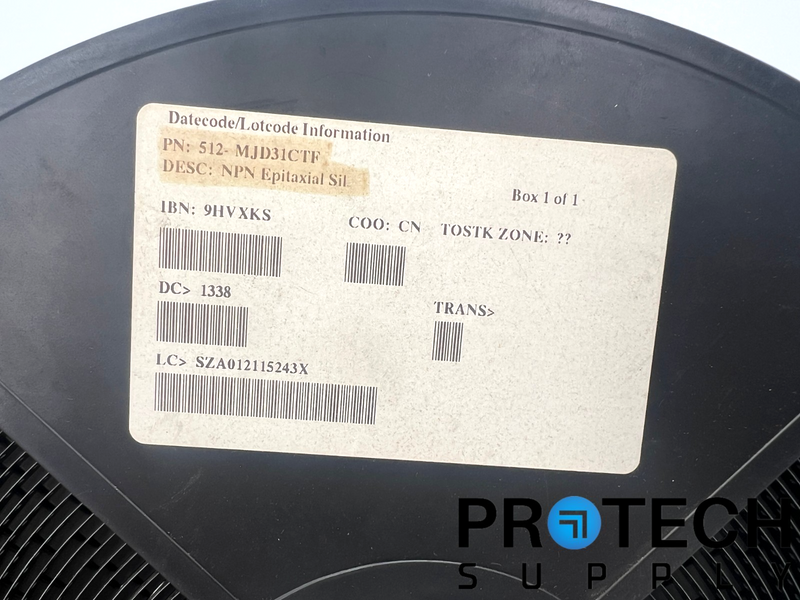 Datecode/Lotcode Information
PN: 512- MJD31CTF
DESC: NPN Epitaxial Sil
Box 1 of 1
IBN: 9HVXKS
COO: CN TOSTK ZONE: ??
DC> 1338
TRANS>
LC> SZA012115243X
PROTECH
SUPPLY